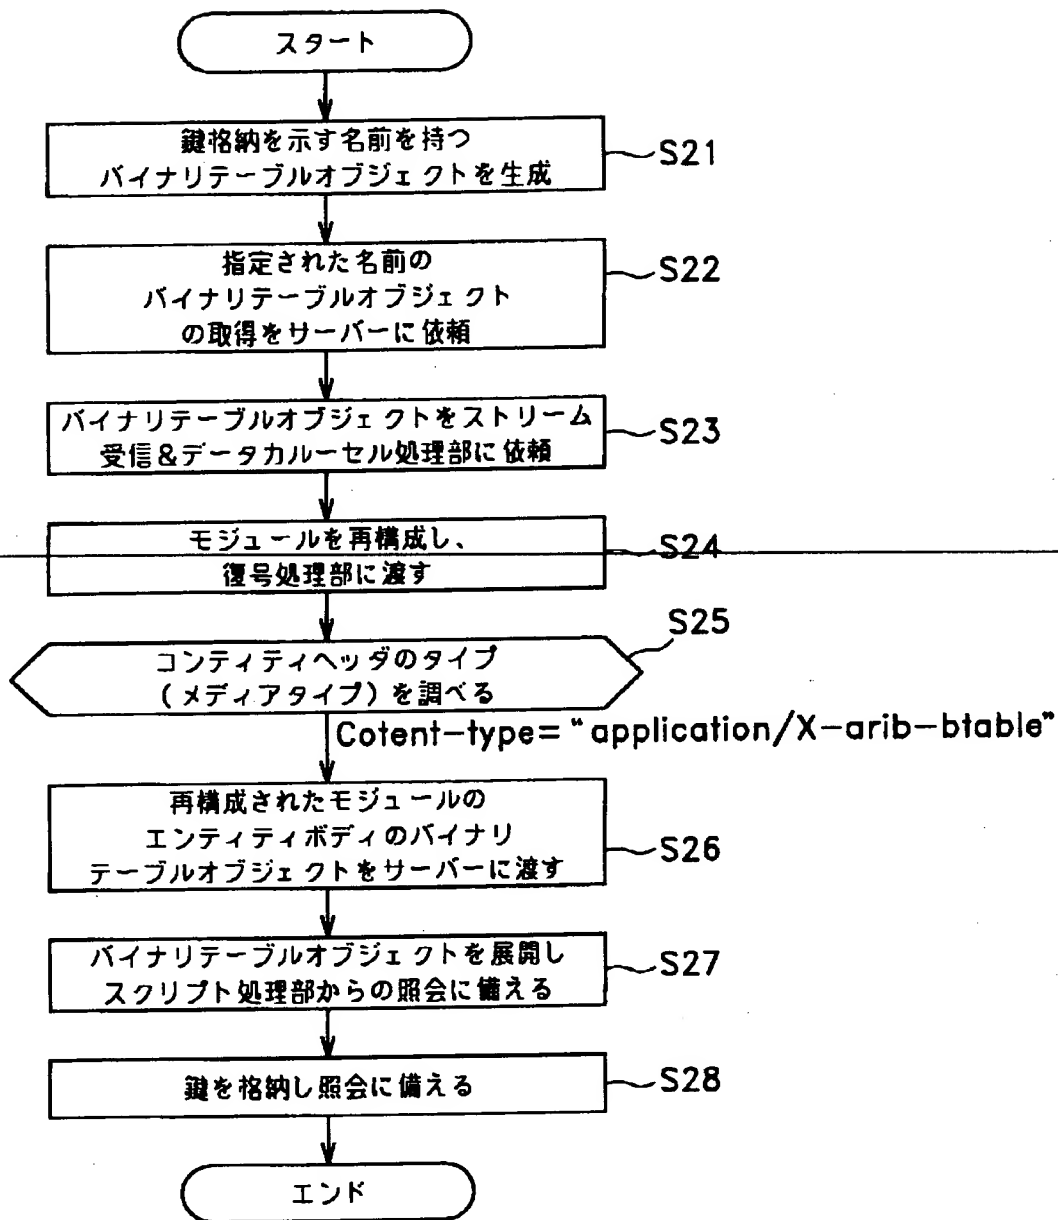 スタート
鍵格納を示す名前を持つ
バイナリテーブルオブジェクトを生成
S21
指定された名前の
バイナリテーブルオブジェクト
の取得をサーバーに依頼
S22
バイナリテーブルオブジェクトをストリーム
受信&データカルーセル処理部に依頼
S23
モジュールを再構成し、
復号処理部に渡す
S24
コンティティヘッダのタイプ
(メディアタイプ)を調べる
S25
Cotent-type=“application/X-arib-btable”
再構成されたモジュールの
エンティティボディのバイナリ
テーブルオブジェクトをサーバーに渡す
S26
バイナリテーブルオブジェクトを展開し
スクリプト処理部からの照会に備える
S27
鍵を格納し照会に備える
S28
エンド